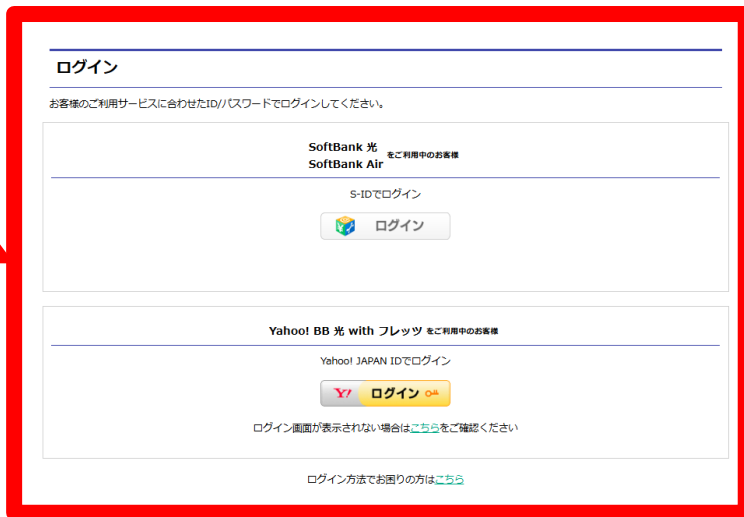 ログイン
お客様のご利用サービスに合わせたID/パスワードでログインしてください。
SoftBank 光
SoftBank Air をご利用中のお客様
S-IDでログイン
ログイン
Yahoo! BB 光 with フレッツ をご利用中のお客様
Yahoo! JAPAN IDでログイン
Y! ログイン
ログイン画面が表示されない場合はこちらをご確認ください
ログイン方法でお困りの方はこちら